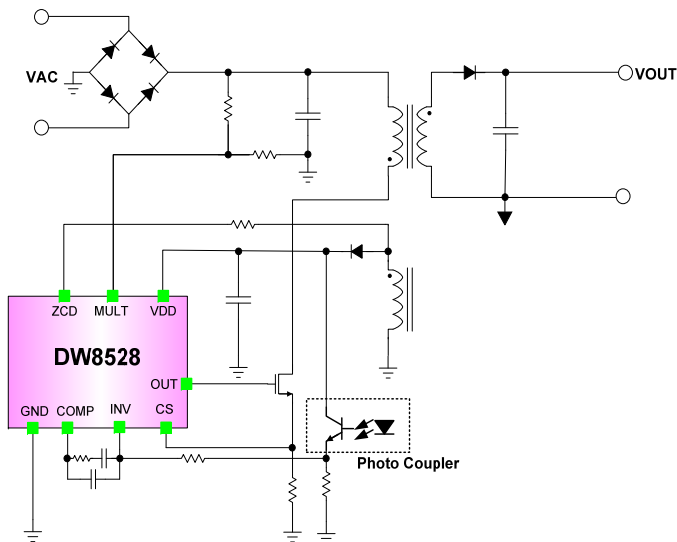 VAC
VOUT
ZCD MULT VDD
DW8528
OUT
GND COMP INV CS
Photo Coupler